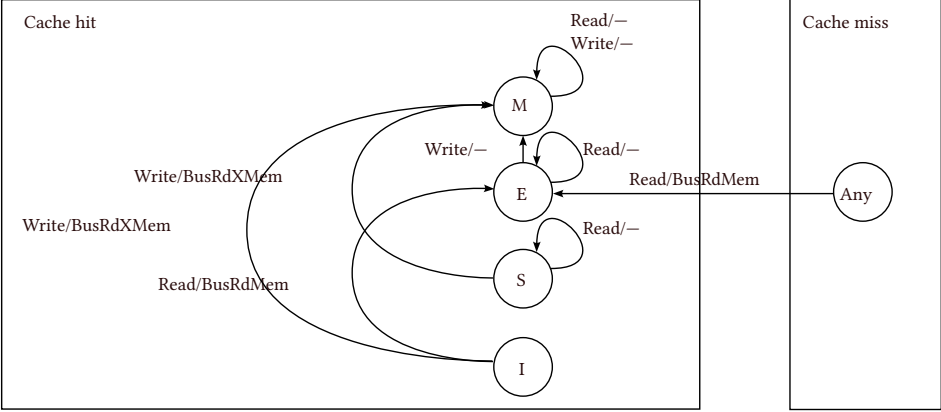 Cache hit
Cache miss
Read/—
Write/—
M
Write/—
Read/—
Write/BusRdXMem
Read/BusRdMem
E
Any
Write/BusRdXMem
Read/—
Read/BusRdMem
S
I